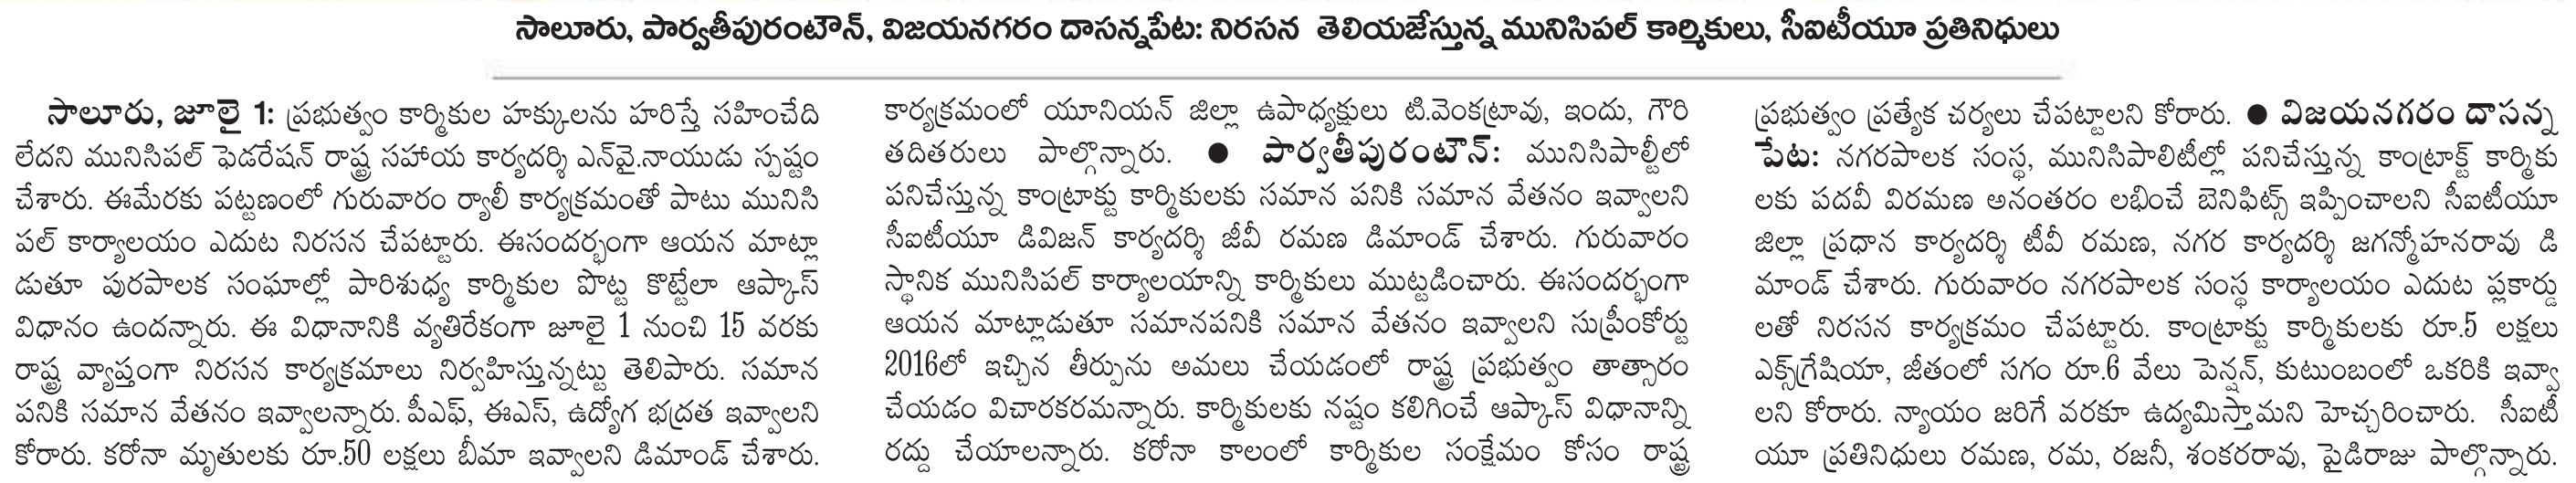 సాలూరు, పార్వతీపురంటౌన్, విజయనగరం దాసన్నపేట: నిరసన తెలియజేస్తున్న మునిసిపల్ కార్మికులు, సీఐటీయూ ప్రతినిధులు
సాలూరు, జూలై 1: ప్రభుత్వం కార్మికుల హక్కులను హరిస్తే సహించేది
లేదని మునిసిపల్ ఫెడరేషన్ రాష్ట్ర సహాయ కార్యదర్శి ఎన్‌వై.నాయుడు స్పష్టం
చేశారు. ఈమేరకు పట్టణంలో గురువారం ర్యాలీ కార్యక్రమంతో పాటు మునిసి
పల్ కార్యాలయం ఎదుట నిరసన చేపట్టారు. ఈసందర్భంగా ఆయన మాట్లా
డుతూ పురపాలక సంఘాల్లో పారిశుధ్య కార్మికుల పొట్ట కొట్టేలా ఆప్కాస్
విధానం ఉందన్నారు. ఈ విధానానికి వ్యతిరేకంగా జూలై 1 నుంచి 15 వరకు
రాష్ట్ర వ్యాప్తంగా నిరసన కార్యక్రమాలు నిర్వహిస్తున్నట్టు తెలిపారు. సమాన
పనికి సమాన వేతనం ఇవ్వాలన్నారు. పీఎఫ్, ఈఎస్, ఉద్యోగ భద్రత ఇవ్వాలని
కోరారు. కరోనా మృతులకు రూ.50 లక్షలు బీమా ఇవ్వాలని డిమాండ్ చేశారు.
కార్యక్రమంలో యూనియన్ జిల్లా ఉపాధ్యక్షులు టి.వెంకట్రావు, ఇందు, గౌరి
తదితరులు పాల్గొన్నారు. ● పార్వతీపురంటౌన్: మునిసిపాల్టీలో
పనిచేస్తున్న కాంట్రాక్టు కార్మికులకు సమాన పనికి సమాన వేతనం ఇవ్వాలని
సీఐటీయూ డివిజన్ కార్యదర్శి జీవీ రమణ డిమాండ్ చేశారు. గురువారం
స్థానిక మునిసిపల్ కార్యాలయాన్ని కార్మికులు ముట్టడించారు. ఈసందర్భంగా
ఆయన మాట్లాడుతూ సమానపనికి సమాన వేతనం ఇవ్వాలని సుప్రీంకోర్టు
2016లో ఇచ్చిన తీర్పును అమలు చేయడంలో రాష్ట్ర ప్రభుత్వం తాత్సారం
చేయడం విచారకరమన్నారు. కార్మికులకు నష్టం కలిగించే ఆప్కాస్ విధానాన్ని
రద్దు చేయాలన్నారు. కరోనా కాలంలో కార్మికుల సంక్షేమం కోసం రాష్ట్ర
ప్రభుత్వం ప్రత్యేక చర్యలు చేపట్టాలని కోరారు. ● విజయనగరం దాసన్న
పేట: నగరపాలక సంస్థ, మునిసిపాలిటీల్లో పనిచేస్తున్న కాంట్రాక్ట్ కార్మికు
లకు పదవీ విరమణ అనంతరం లభించే బెనిఫిట్స్ ఇప్పించాలని సీఐటీయూ
జిల్లా ప్రధాన కార్యదర్శి టీవీ రమణ, నగర కార్యదర్శి జగన్మోహనరావు డి
మాండ్ చేశారు. గురువారం నగరపాలక సంస్థ కార్యాలయం ఎదుట ప్లకార్డు
లతో నిరసన కార్యక్రమం చేపట్టారు. కాంట్రాక్టు కార్మికులకు రూ.5 లక్షలు
ఎక్స్‌గ్రేషియా, జీతంలో సగం రూ.6 వేలు పెన్షన్, కుటుంబంలో ఒకరికి ఇవ్వా
లని కోరారు. న్యాయం జరిగే వరకూ ఉద్యమిస్తామని హెచ్చరించారు. సీఐటీ
యూ ప్రతినిధులు రమణ, రమ, రజనీ, శంకరరావు, పైడిరాజు పాల్గొన్నారు.